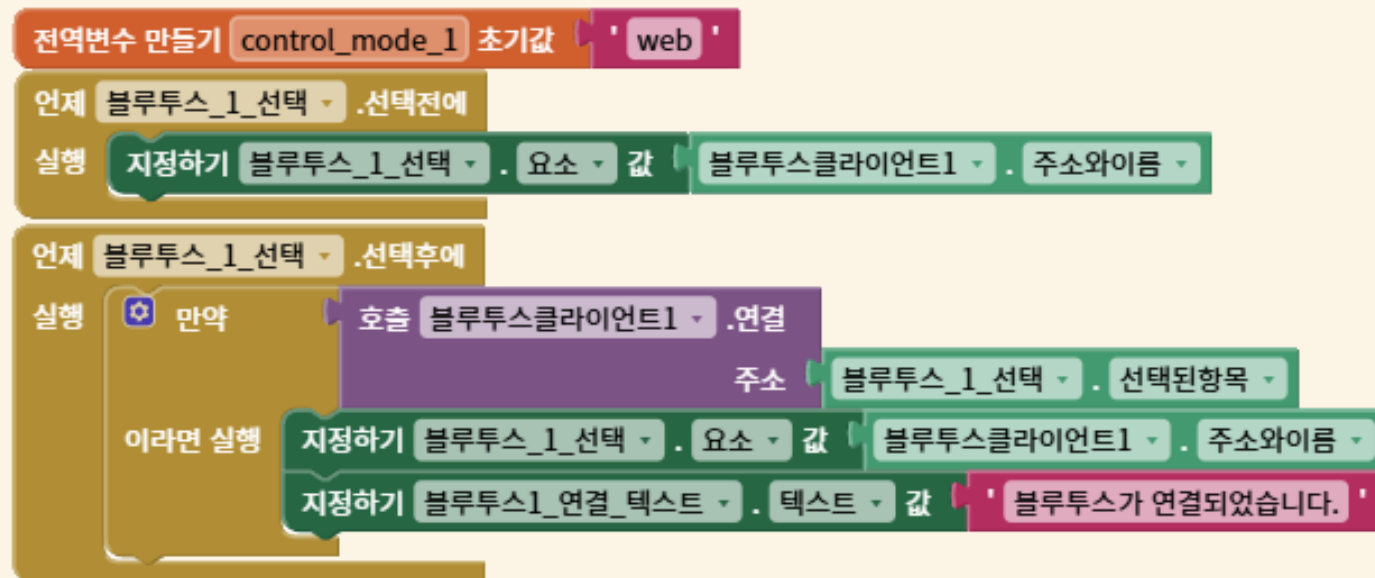 전역변수 만들기 control_mode_1 초기값 ' web '
언제 블루투스_1_선택 .선택전에
실행 지정하기 블루투스_1_선택 . 요소 값 블루투스클라이언트1 . 주소와이름
언제 블루투스_1_선택 .선택후에
실행 만약 호출 블루투스클라이언트1 .연결
주소 블루투스_1_선택 . 선택된항목
이라면 실행 지정하기 블루투스_1_선택 . 요소 값 블루투스클라이언트1 . 주소와이름
지정하기 블루투스1_연결_텍스트 . 텍스트 값 ' 블루투스가 연결되었습니다. '